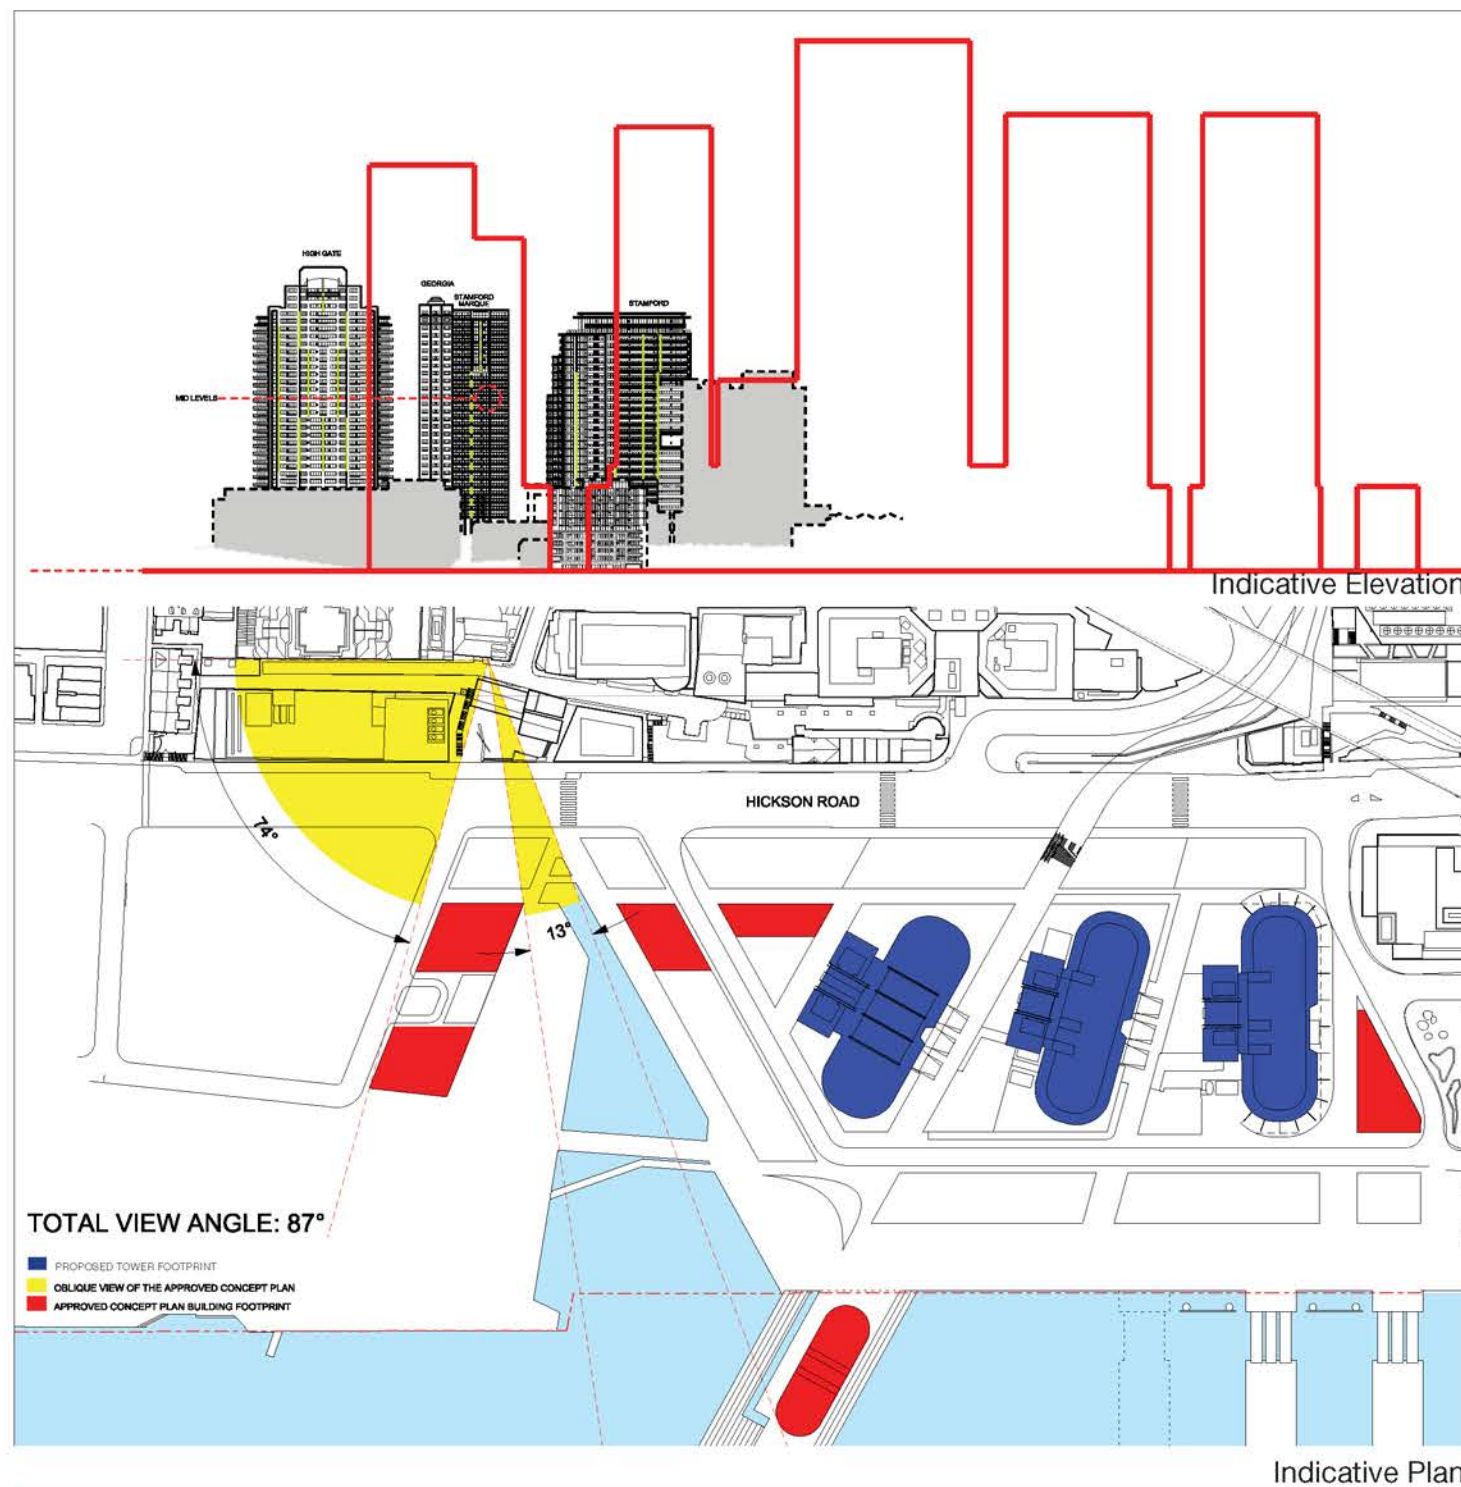 HIGH GATE
GEORGIA
STAMFORD
MARQUE
STAMFORD
MID LEVELS
Indicative Elevation
HICKSON ROAD
74°
13°
TOTAL VIEW ANGLE: 87°
PROPOSED TOWER FOOTPRINT
OBLIQUE VIEW OF THE APPROVED CONCEPT PLAN
APPROVED CONCEPT PLAN BUILDING FOOTPRINT
Indicative Plan